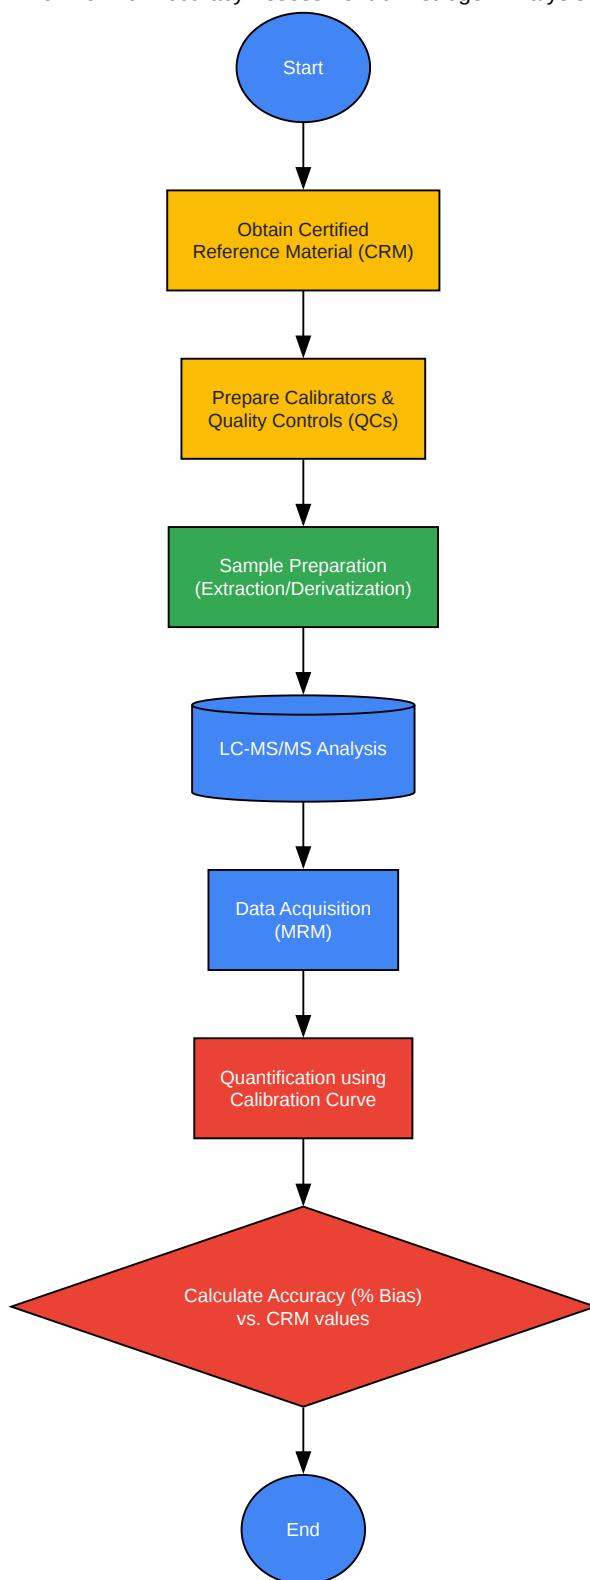 Start
Obtain Certified
Reference Material (CRM)
Prepare Calibrators &
Quality Controls (QCs)
Sample Preparation
(Extraction/Derivatization)
LC-MS/MS Analysis
Data Acquisition
(MRM)
Quantification using
Calibration Curve
Calculate Accuracy (% Bias)
vs. CRM values
End